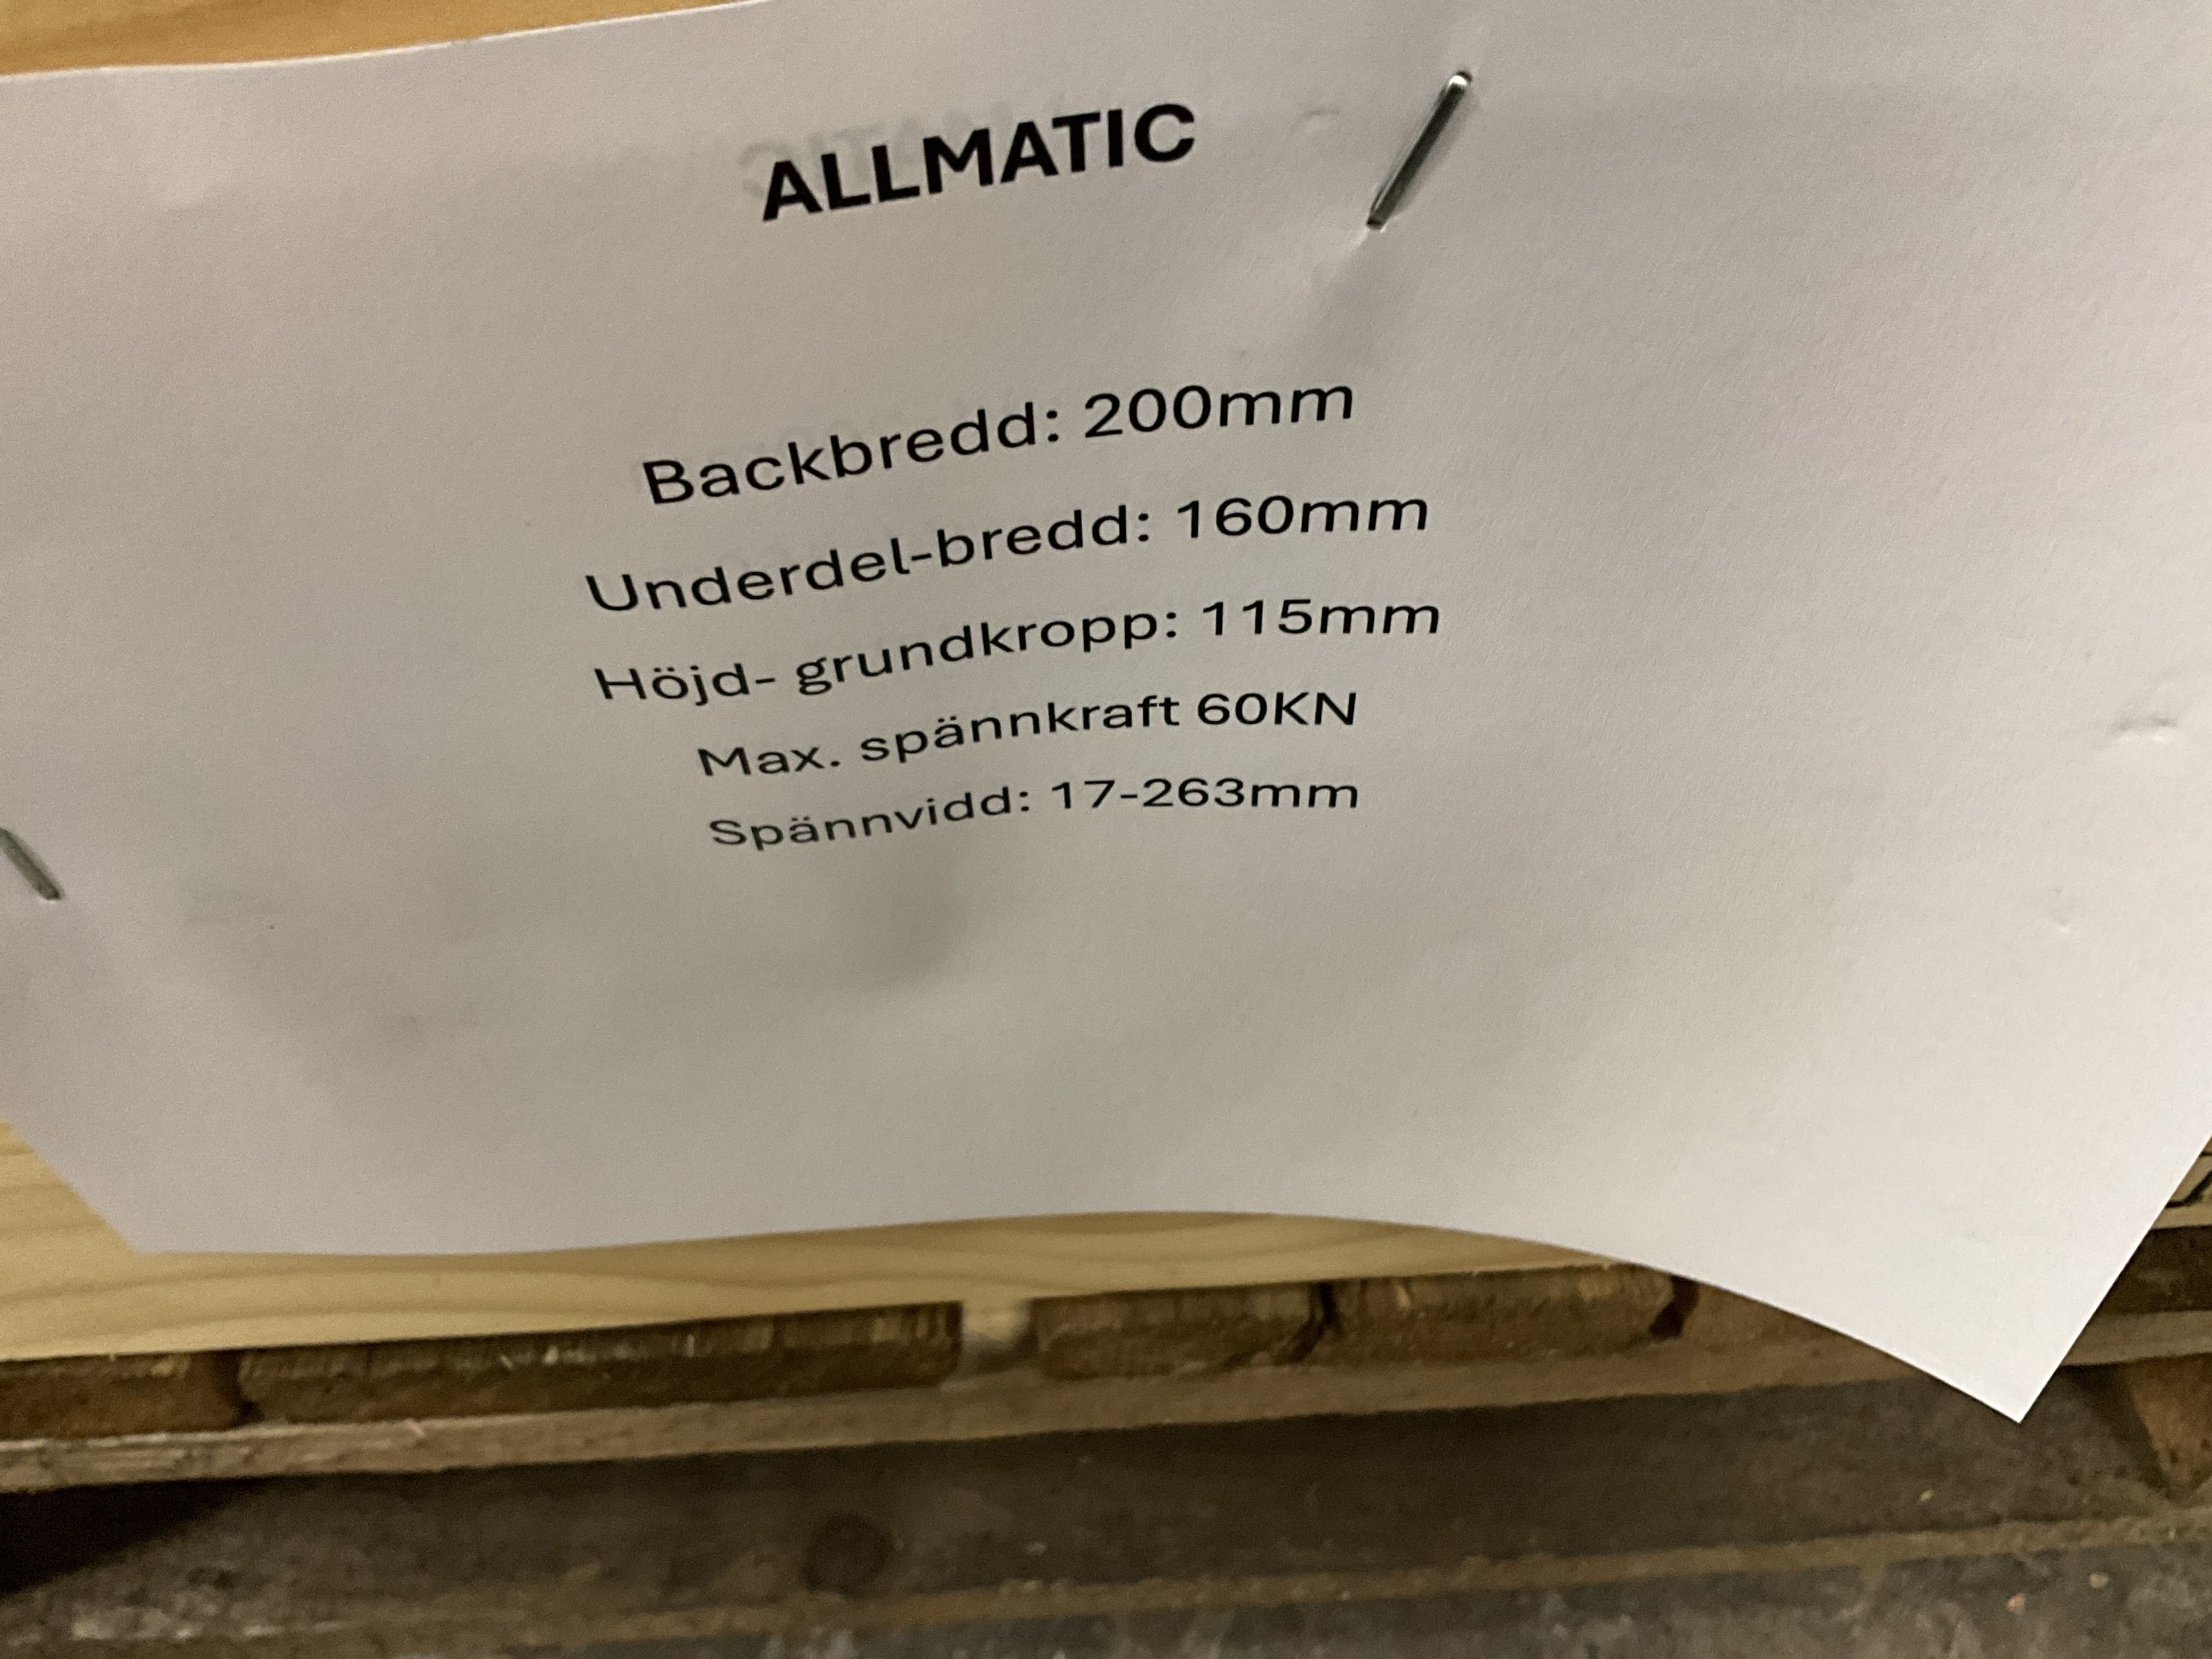 ALLMATIC
Backbredd: 200mm
Underdel-bredd: 160mm
Höjd- grundkropp: 115mm
Max. spännkraft 60KN
Spännvidd: 17-263mm